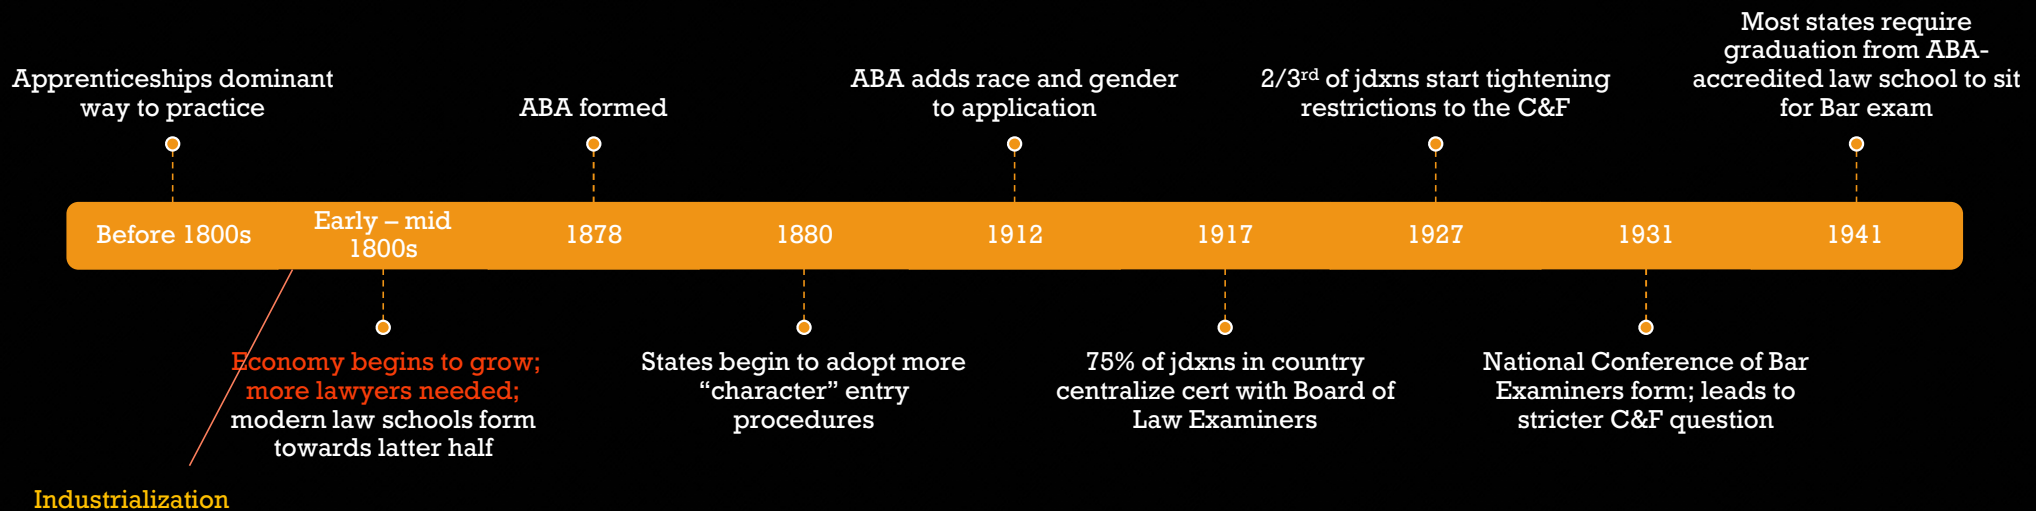 Apprenticeships dominant
way to practice
ABA formed
ABA adds race and gender
to application
2/3rd of jdxns start tightening
restrictions to the C&F
Most states require
graduation from ABA-
accredited law school to sit
for Bar exam
Before 1800s
Early – mid
1800s
1878
1880
1912
1917
1927
1931
1941
Economy begins to grow;
more lawyers needed;
modern law schools form
towards latter half
States begin to adopt more
“character” entry
procedures
75% of jdxns in country
centralize cert with Board of
Law Examiners
National Conference of Bar
Examiners form; leads to
stricter C&F question
Industrialization